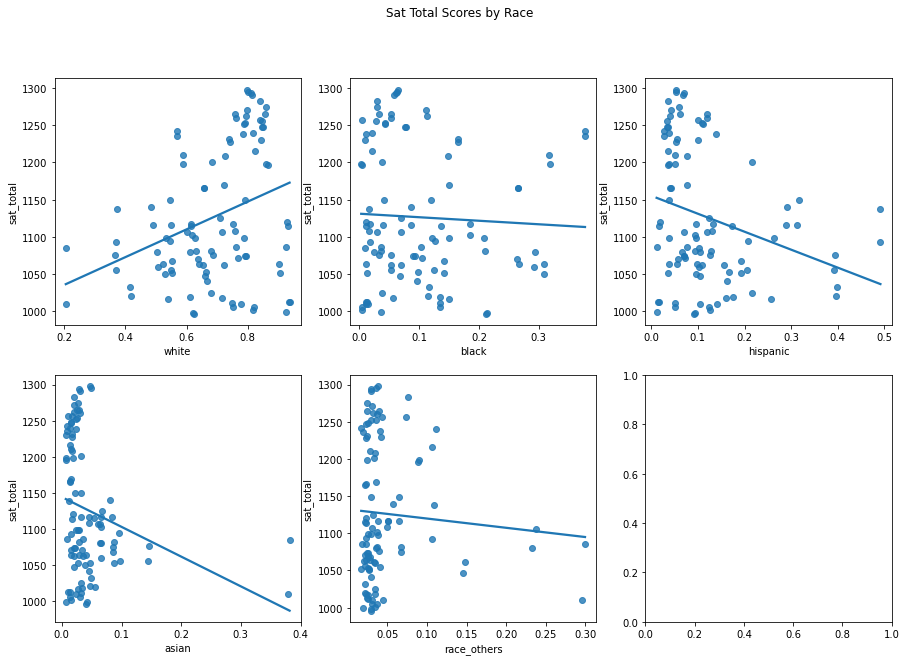 Sat Total Scores by Race
1300
1250
1200
1150
1100
1050
1000
sat_total
0.2 0.4 0.6 0.8
white
1300
1250
1200
1150
1100
1050
1000
sat_total
0.0 0.1 0.2 0.3
black
1300
1250
1200
1150
1100
1050
1000
sat_total
0.0 0.1 0.2 0.3 0.4 0.5
hispanic
1300
1250
1200
1150
1100
1050
1000
sat_total
0.0 0.1 0.2 0.3 0.4
asian
1300
1250
1200
1150
1100
1050
1000
sat_total
0.05 0.10 0.15 0.20 0.25 0.30
race_others
1.0
0.8
0.6
0.4
0.2
0.0
0.0 0.2 0.4 0.6 0.8 1.0